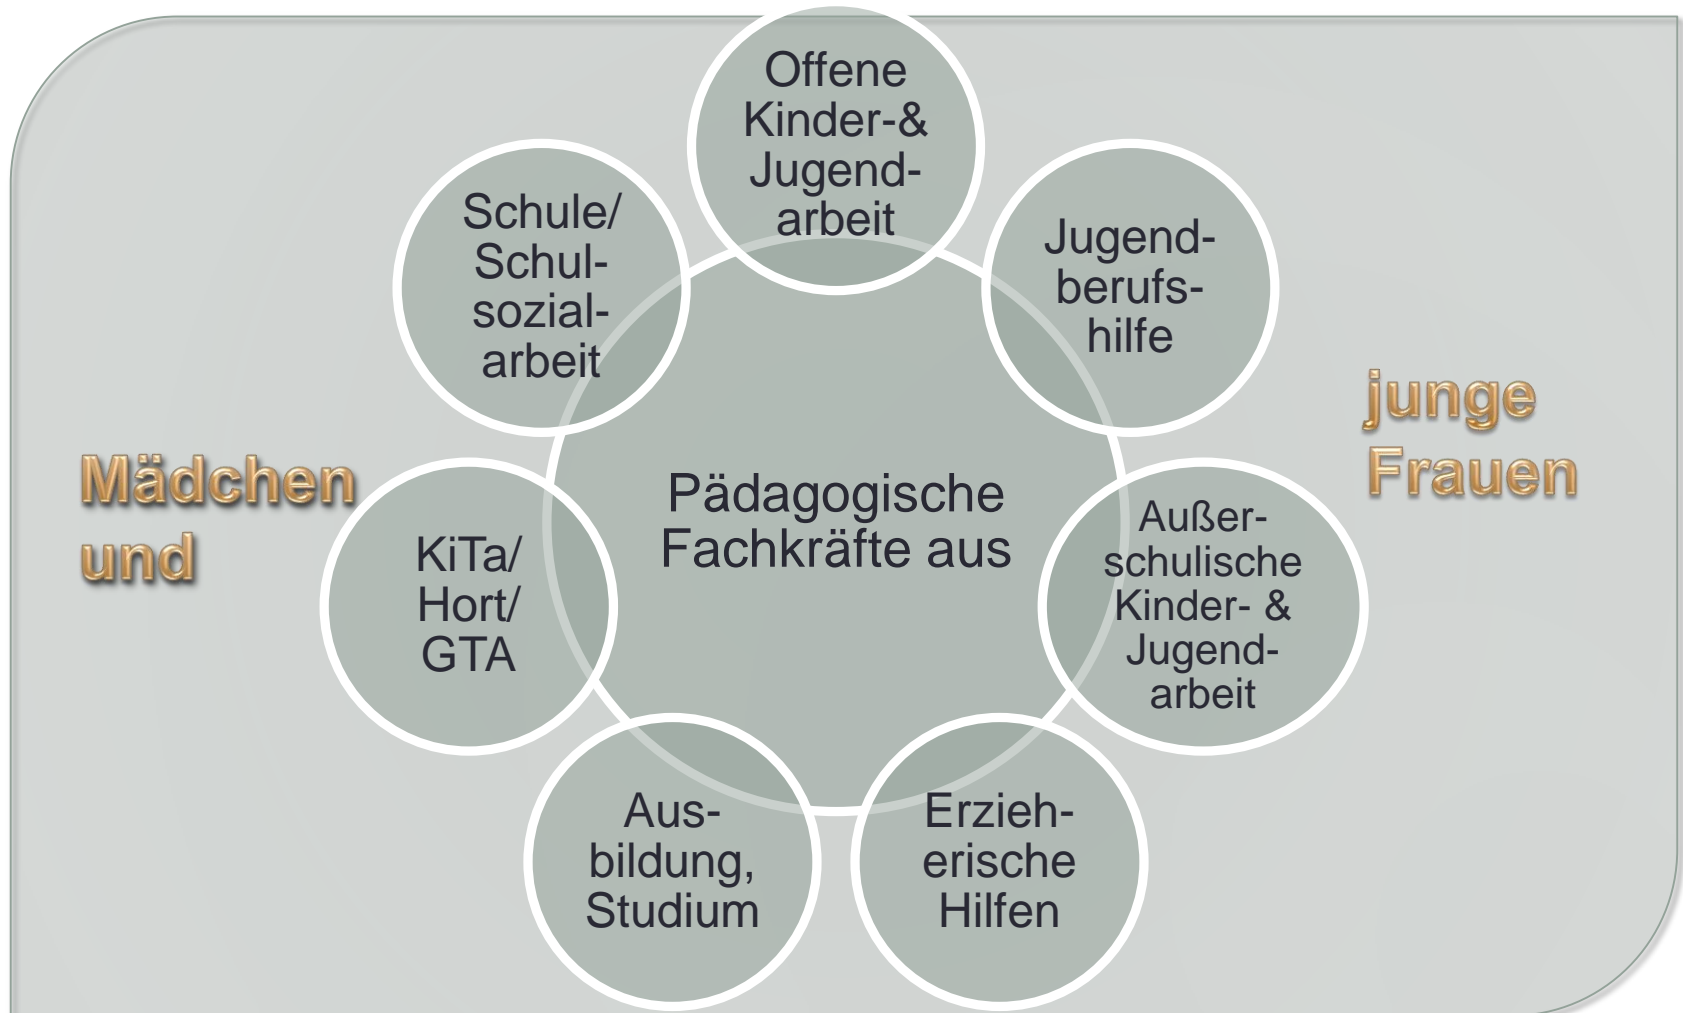 Offene
Kinder-&
Jugend-
arbeit
Jugend-
berufs-
hilfe
Außer-
schulische
Kinder- &
Jugend-
arbeit
Erzieh-
erische
Hilfen
Aus-
bildung,
Studium
KiTa/
Hort/
GTA
Schule/
Schul-
sozial-
arbeit
Pädagogische
Fachkräfte aus
Mädchen
und
junge
Frauen